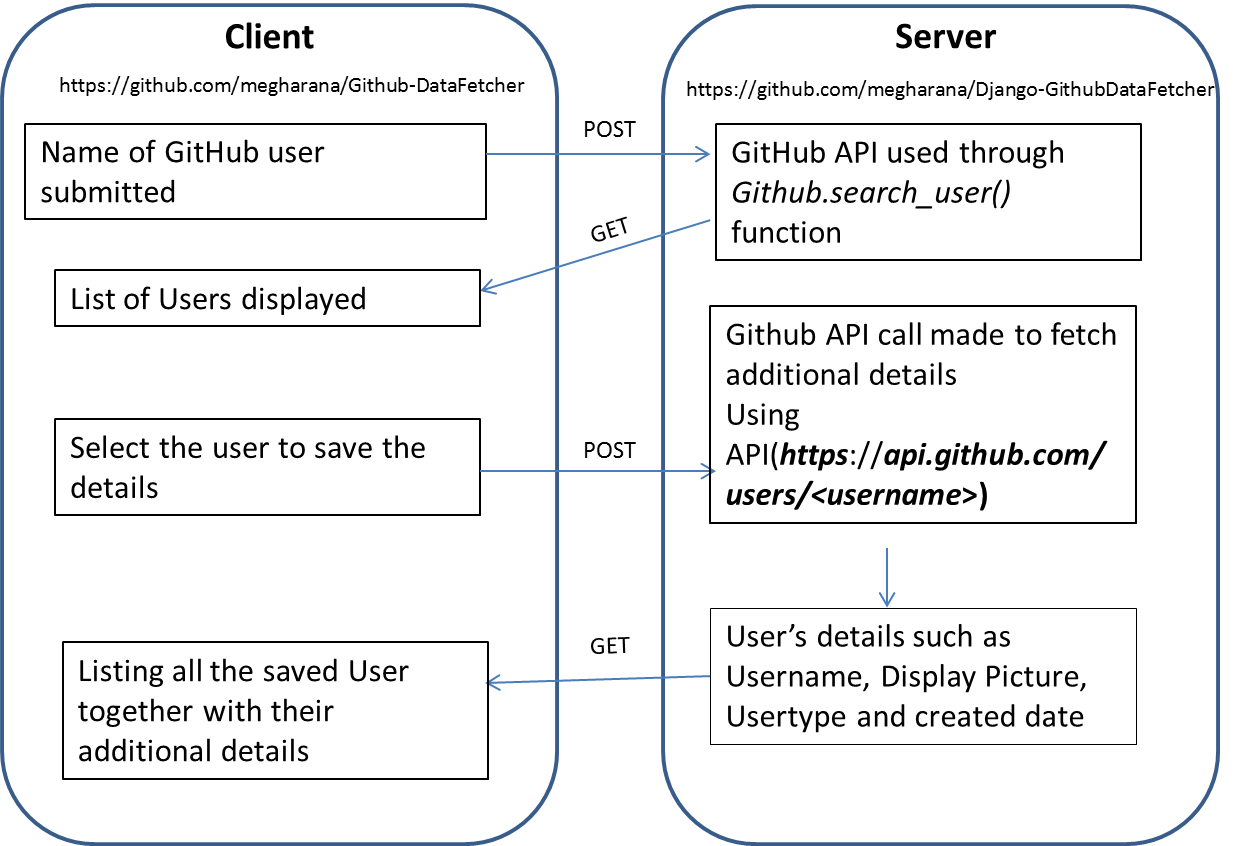 Client
https://github.com/megharana/Github-DataFetcher
Name of GitHub user
submitted
List of Users displayed
Select the user to save the
details
Listing all the saved User
together with their
additional details
POST
GET
POST
GET
Server
https://github.com/megharana/Django-GithubDataFetcher
GitHub API used through
Github.search_user()
function
Github API call made to fetch
additional details
Using
API(https://api.github.com/
users/<username>)
User’s details such as
Username, Display Picture,
Usertype and created date